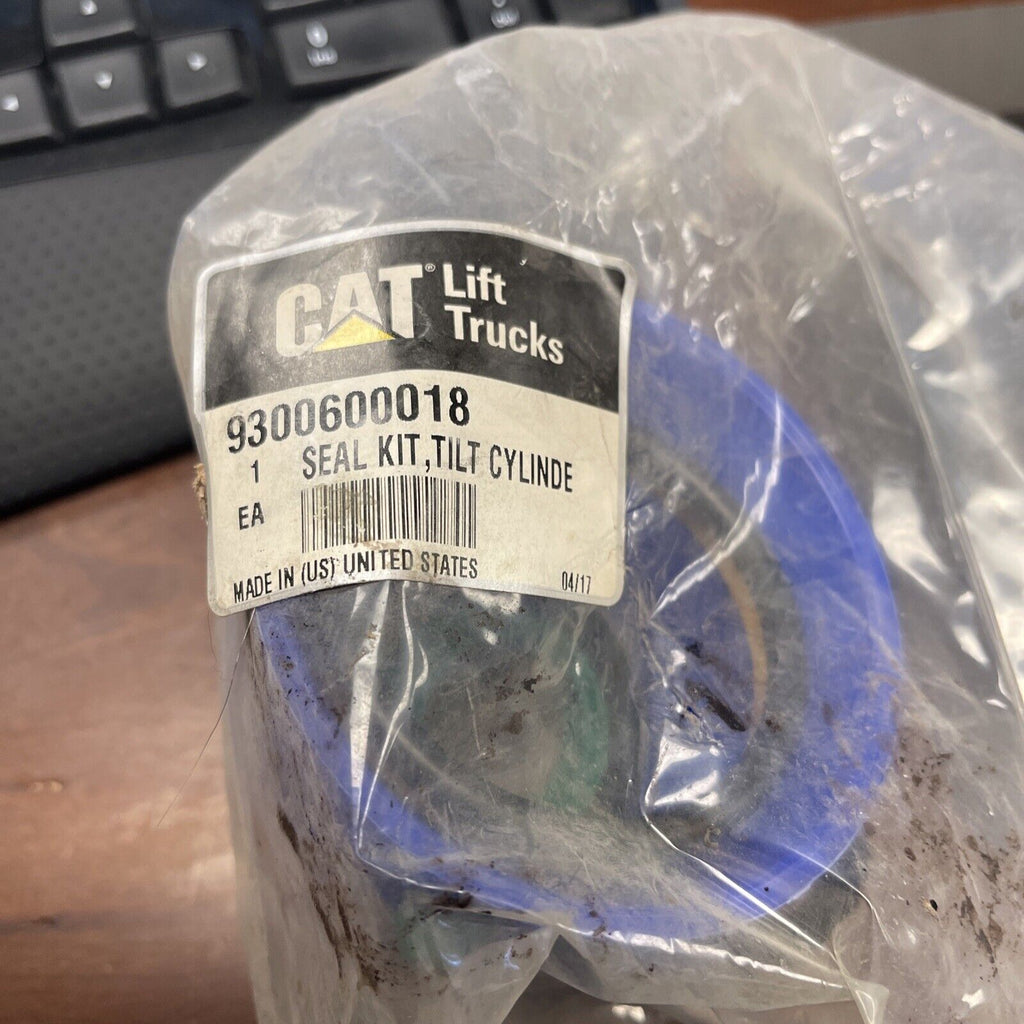 CAT® Lift
Trucks
9300600018
1 SEAL KIT,TILT CYLINDE
EA
MADE IN (US) UNITED STATES 04/17